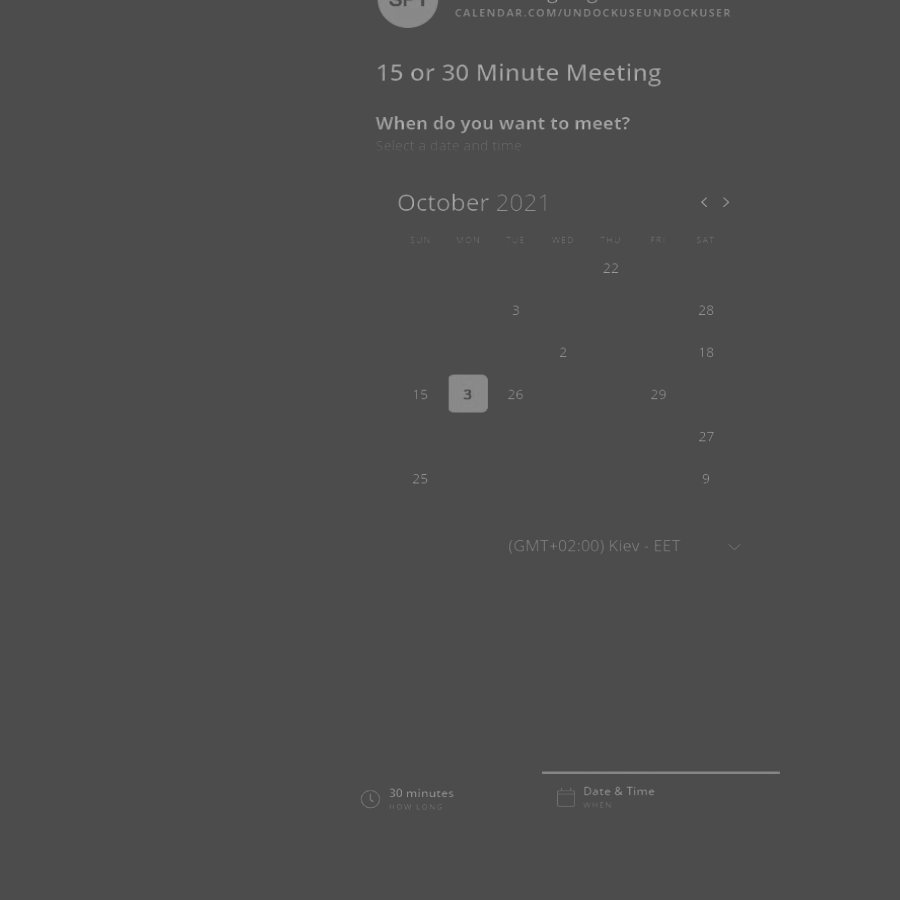 CALENDAR.COM/UNDOCKUSEUNDOCKUSER
15 or 30 Minute Meeting
When do you want to meet?
Select a date and time
October 2021
SUN MON TUE WED THU FRI SAT
22
3 28
2 18
15 3 26 29
27
25 9
(GMT+02:00) Kiev - EET
30 minutes
HOW LONG
Date & Time
WHEN